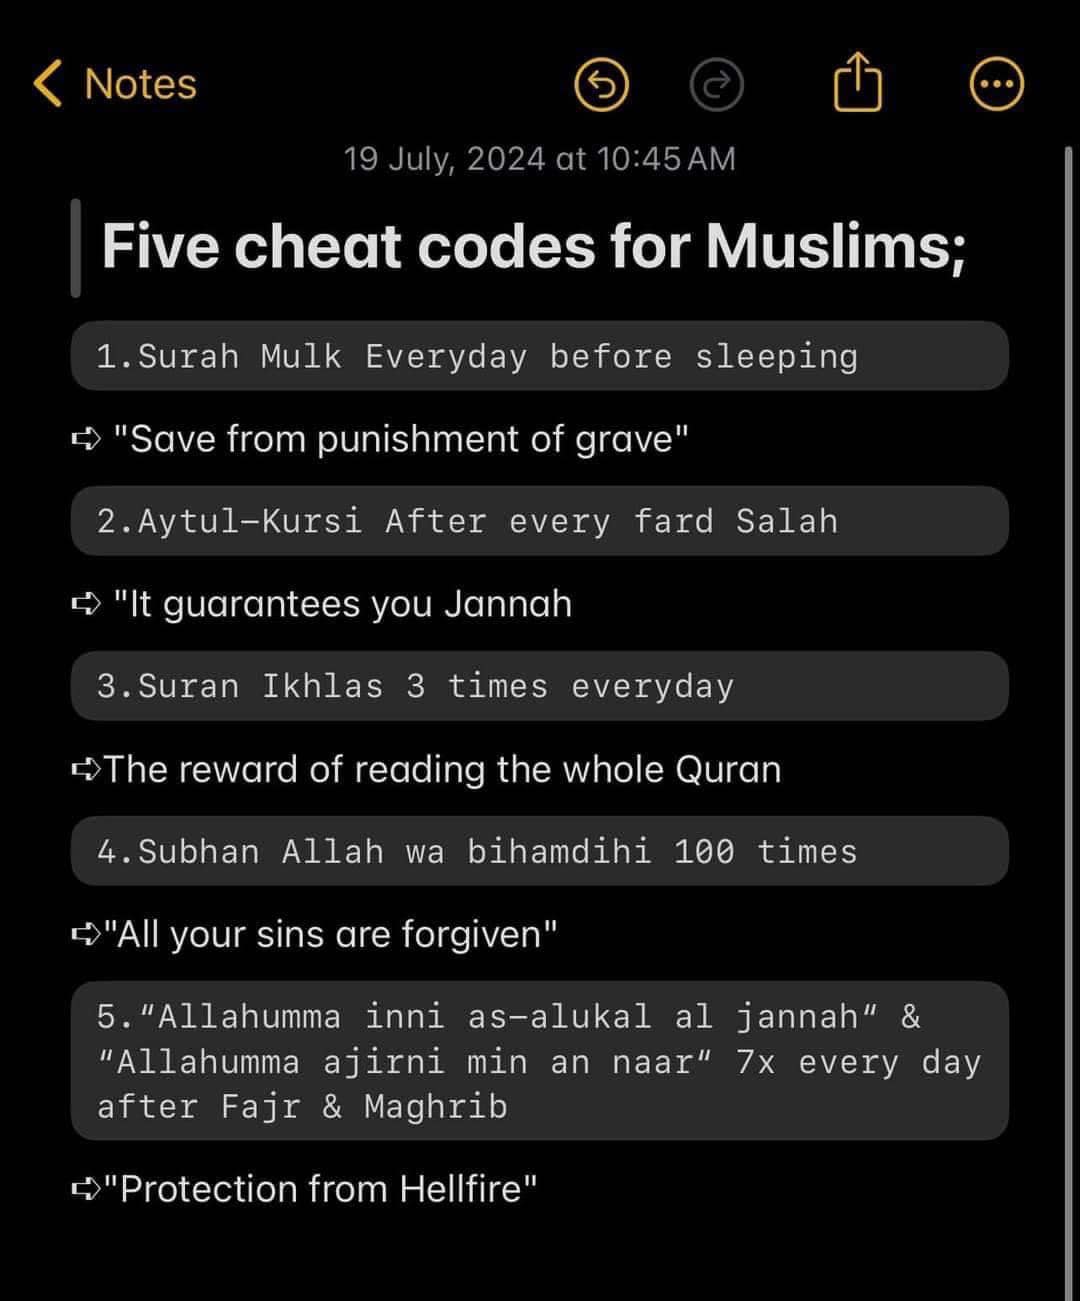 Notes
19 July, 2024 at 10:45 AM
Five cheat codes for Muslims;
1.Surah Mulk Everyday before sleeping
➪ "Save from punishment of grave"
2.Aytul-Kursi After every fard Salah
➪ "It guarantees you Jannah
3.Suran Ikhlas 3 times everyday
➪The reward of reading the whole Quran
4.Subhan Allah wa bihamdihi 100 times
➪"All your sins are forgiven"
5."Allahumma inni as-alukal al jannah" &
"Allahumma ajirni min an naar" 7x every day
after Fajr & Maghrib
➪"Protection from Hellfire"